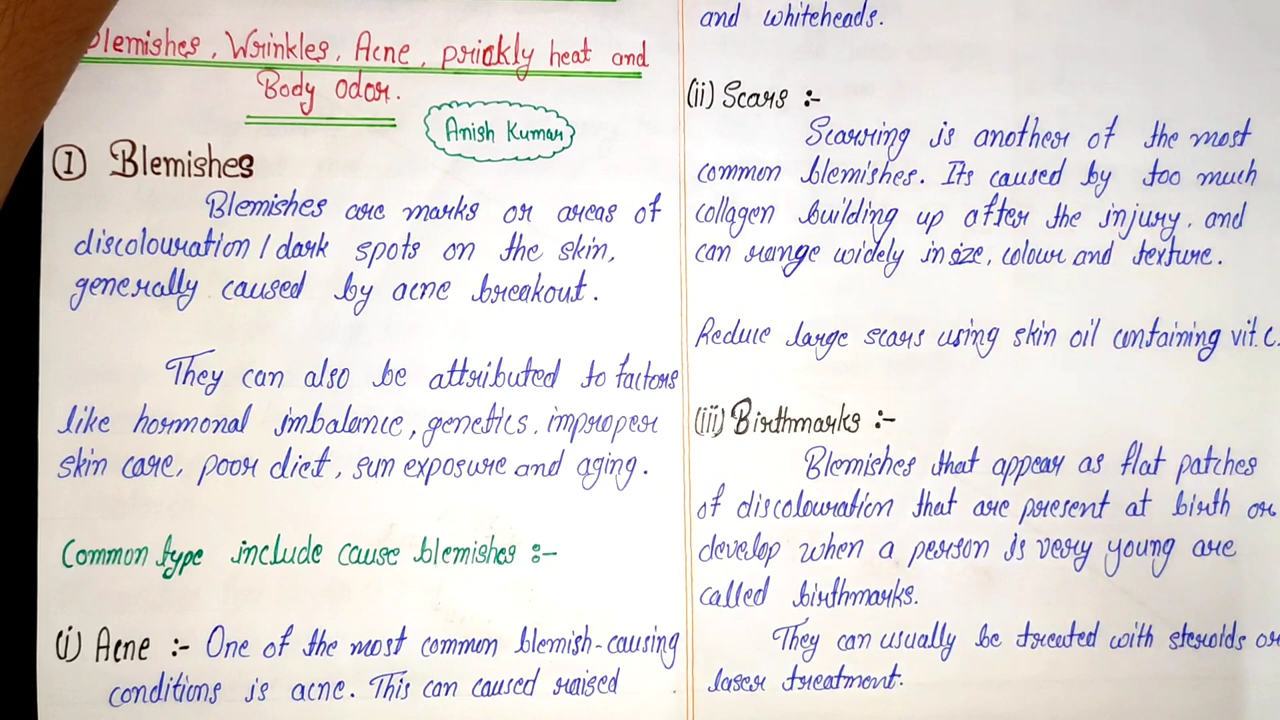 Blemishes, Wrinkles, Acne, prickly heat and
Body odor.
Anish Kumar
① Blemishes
Blemishes are marks or areas of
discolouration / dark spots on the skin,
generally caused by acne breakout.
They can also be attributed to factors
like hormonal imbalance, genetics, improper
skin care, poor diet, sun exposure and aging.
Common type include cause blemishes :-
(i) Acne :- One of the most common blemish-causing
conditions is acne. This can caused raised
and whiteheads.
(ii) Scars :-
Scarring is another of the most
common blemishes. Its caused by too much
collagen building up after the injury, and
can range widely in size, colour and texture.
Reduce large scars using skin oil containing vit. C.
(iii) Birthmarks :-
Blemishes that appear as flat patches
of discolouration that are present at birth or
develop when a person is very young are
called birthmarks.
They can usually be treated with steroids or
laser treatment.